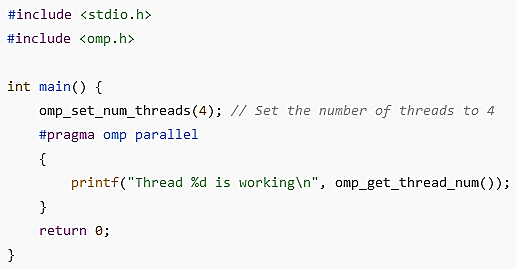 #include <stdio.h>
#include <omp.h>

int main() {
    omp_set_num_threads(4); // Set the number of threads to 4
    #pragma omp parallel
    {
        printf("Thread %d is working\n", omp_get_thread_num());
    }
    return 0;
}